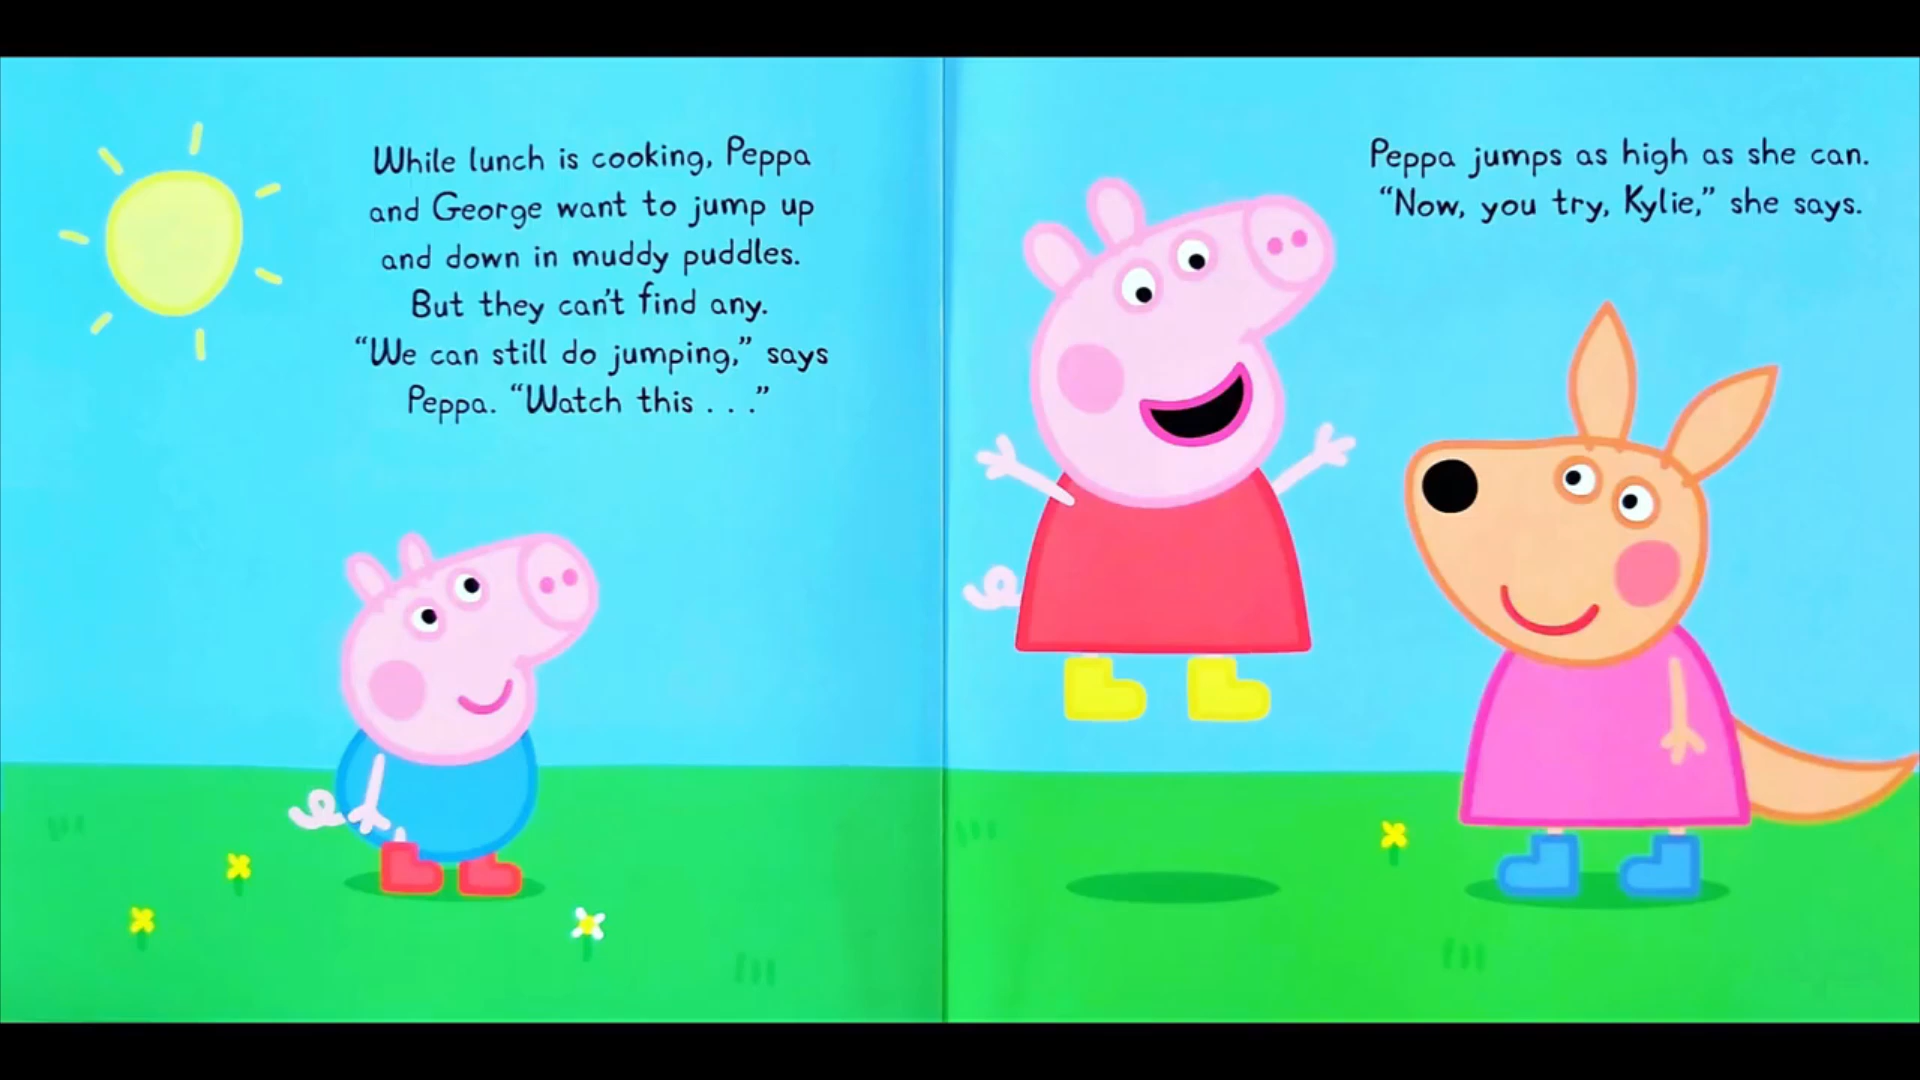 While lunch is cooking, Peppa
and George want to jump up
and down in muddy puddles.
But they can't find any.
“We can still do jumping,” says
Peppa. “Watch this . . .”
Peppa jumps as high as she can.
“Now, you try, Kylie,” she says.